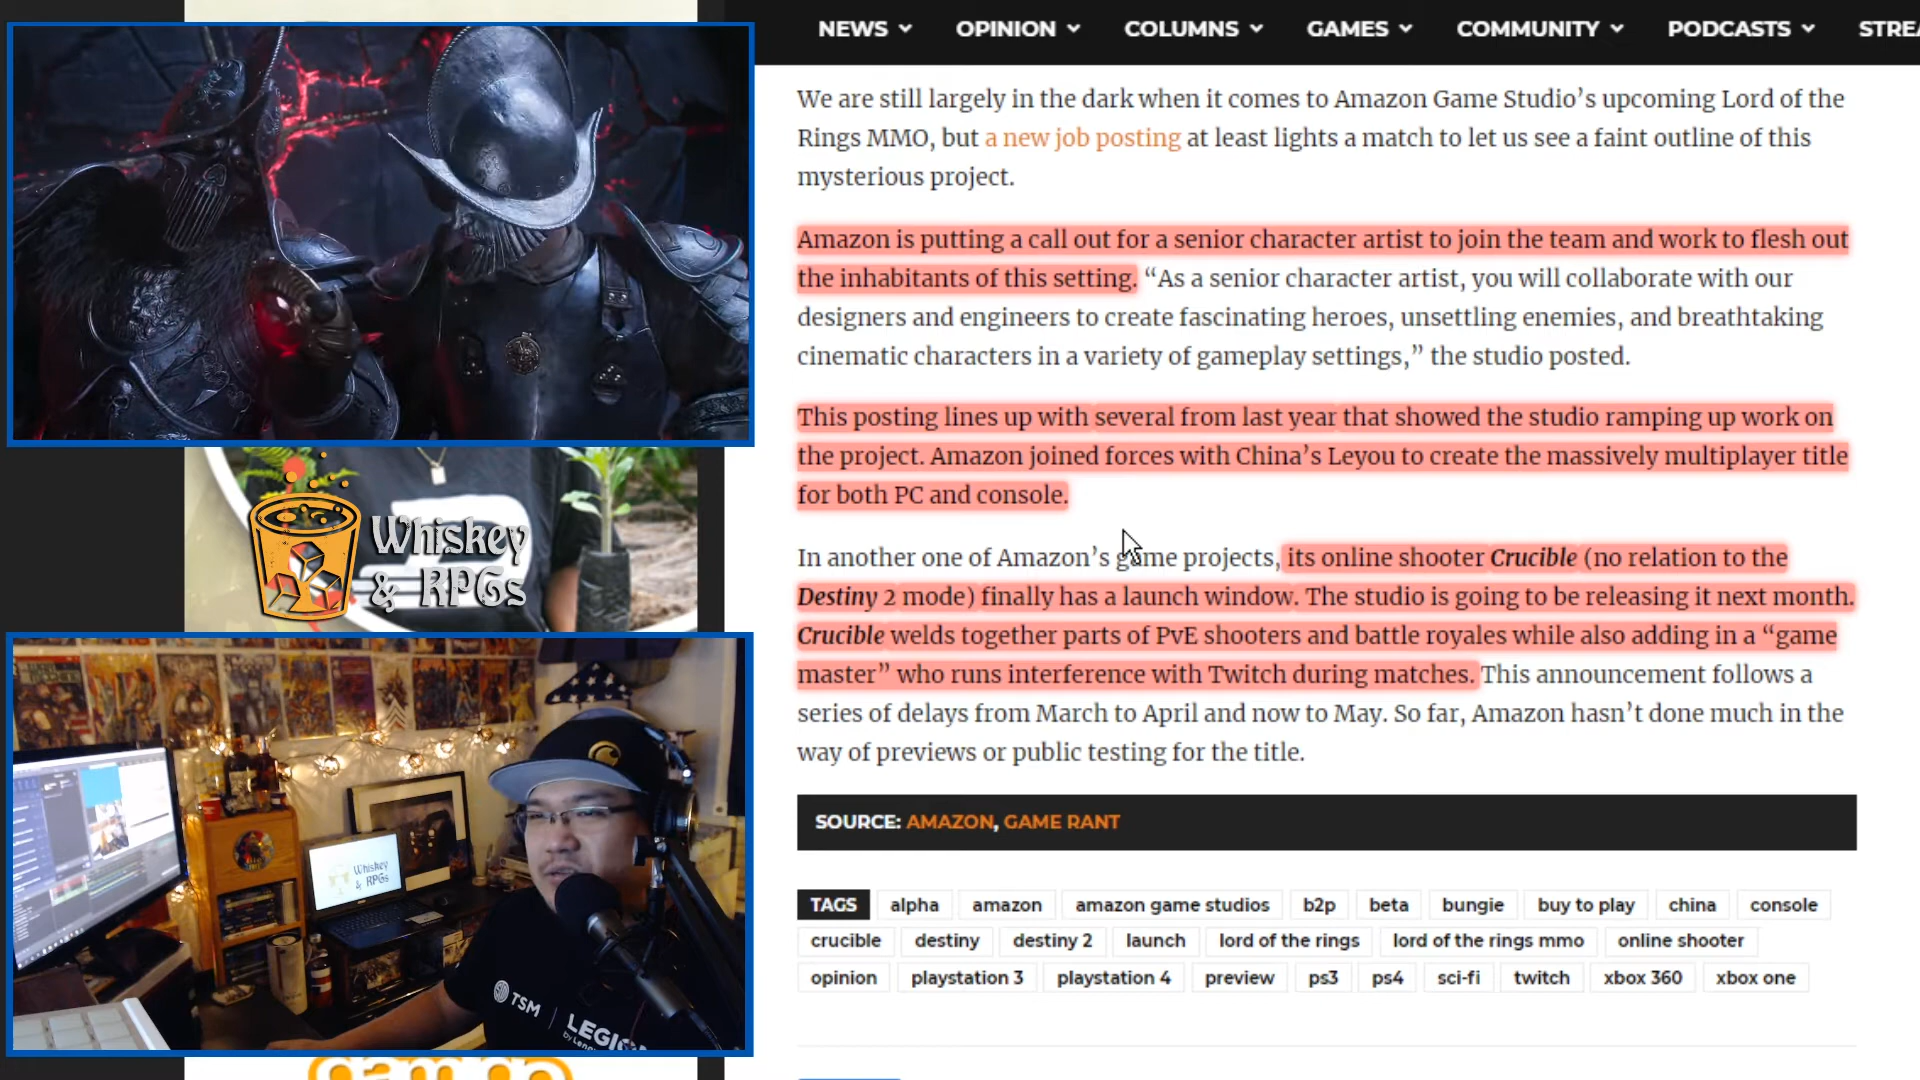 NEWS OPINION COLUMNS GAMES COMMUNITY PODCASTS STREA
We are still largely in the dark when it comes to Amazon Game Studio’s upcoming Lord of the
Rings MMO, but a new job posting at least lights a match to let us see a faint outline of this
mysterious project.
Amazon is putting a call out for a senior character artist to join the team and work to flesh out
the inhabitants of this setting. “As a senior character artist, you will collaborate with our
designers and engineers to create fascinating heroes, unsettling enemies, and breathtaking
cinematic characters in a variety of gameplay settings,” the studio posted.
This posting lines up with several from last year that showed the studio ramping up work on
the project. Amazon joined forces with China’s Leyou to create the massively multiplayer title
for both PC and console.
In another one of Amazon’s game projects, its online shooter Crucible (no relation to the
Destiny 2 mode) finally has a launch window. The studio is going to be releasing it next month.
Crucible welds together parts of PvE shooters and battle royales while also adding in a “game
master” who runs interference with Twitch during matches. This announcement follows a
series of delays from March to April and now to May. So far, Amazon hasn’t done much in the
way of previews or public testing for the title.
SOURCE: AMAZON, GAME RANT
TAGS alpha amazon amazon game studios b2p beta bungie buy to play china console
crucible destiny destiny 2 launch lord of the rings lord of the rings mmo online shooter
opinion playstation 3 playstation 4 preview ps3 ps4 sci-fi twitch xbox 360 xbox one
Whiskey
& RPGs
Whiskey
& RPGs
TSM
LEGION
by Lenovo